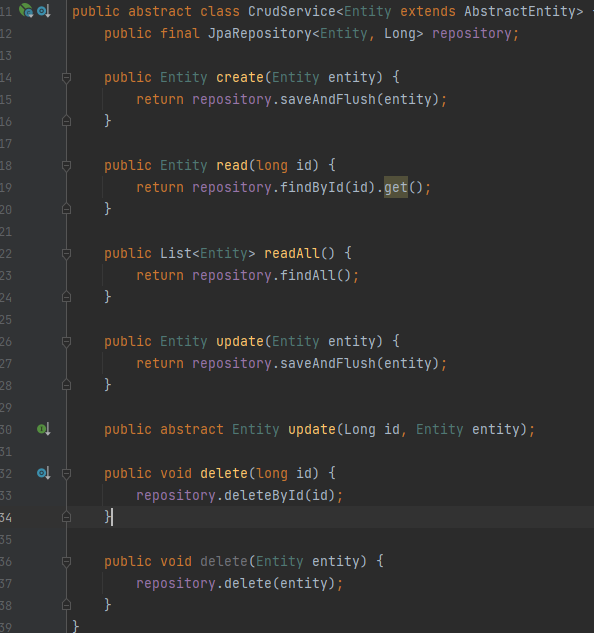 11 public abstract class CrudService<Entity extends AbstractEntity> {
12     public final JpaRepository<Entity, Long> repository;
13
14     public Entity create(Entity entity) {
15         return repository.saveAndFlush(entity);
16     }
17
18     public Entity read(long id) {
19         return repository.findById(id).get();
20     }
21
22     public List<Entity> readAll() {
23         return repository.findAll();
24     }
25
26     public Entity update(Entity entity) {
27         return repository.saveAndFlush(entity);
28     }
29
30     public abstract Entity update(Long id, Entity entity);
31
32     public void delete(long id) {
33         repository.deleteById(id);
34     }
35
36     public void delete(Entity entity) {
37         repository.delete(entity);
38     }
39 }